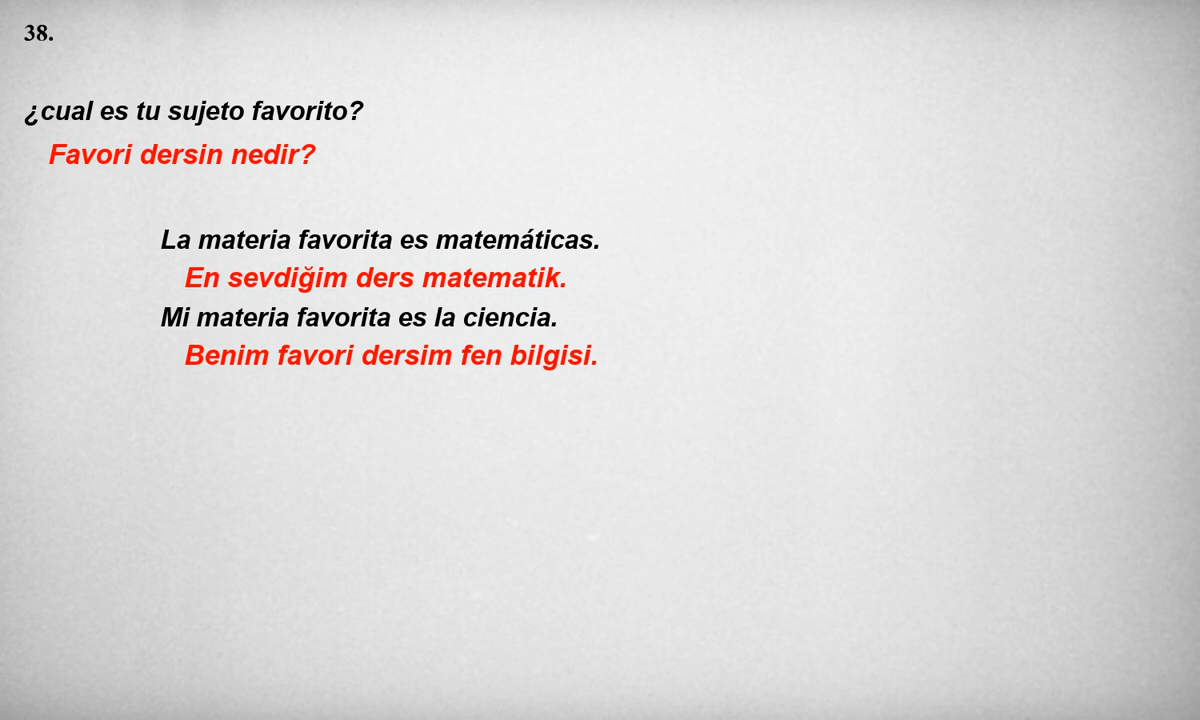 38.
¿cual es tu sujeto favorito?
Favori dersin nedir?
La materia favorita es matemáticas.
En sevdiğim ders matematik.
Mi materia favorita es la ciencia.
Benim favori dersim fen bilgisi.